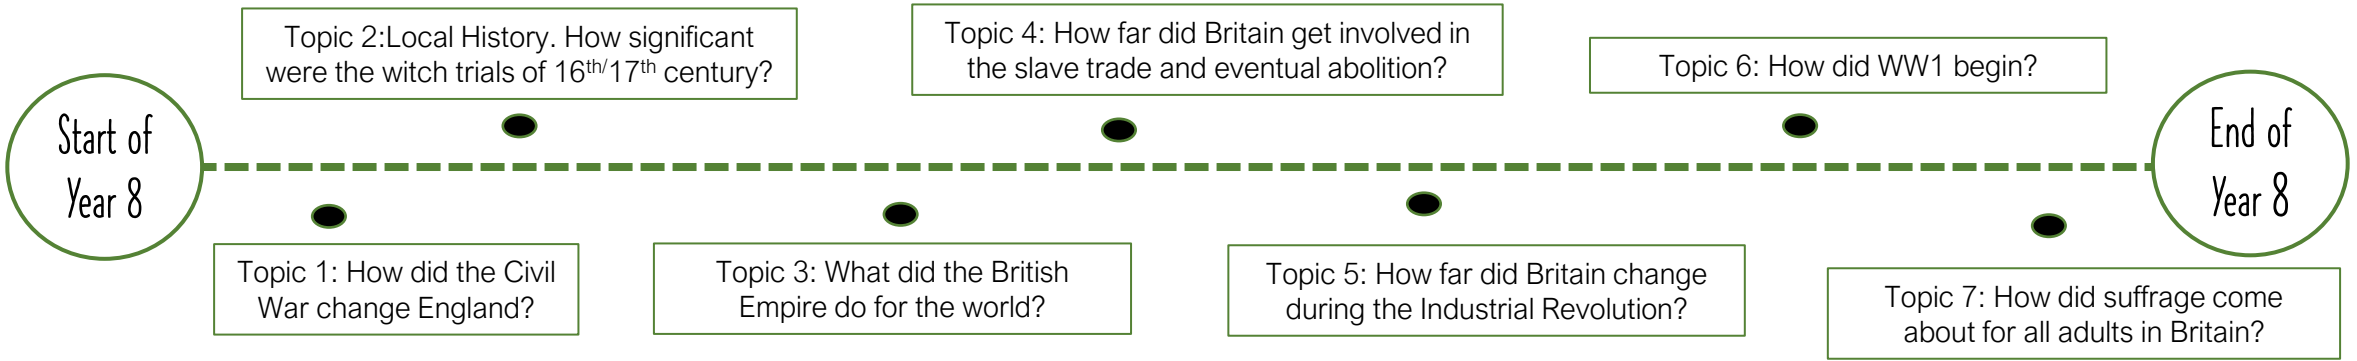 Start of
Year 8
Topic 1: How did the Civil
War change England?
Topic 2:Local History. How significant
were the witch trials of 16th/17th century?
Topic 3: What did the British
Empire do for the world?
Topic 4: How far did Britain get involved in
the slave trade and eventual abolition?
Topic 5: How far did Britain change
during the Industrial Revolution?
Topic 6: How did WW1 begin?
Topic 7: How did suffrage come
about for all adults in Britain?
End of
Year 8